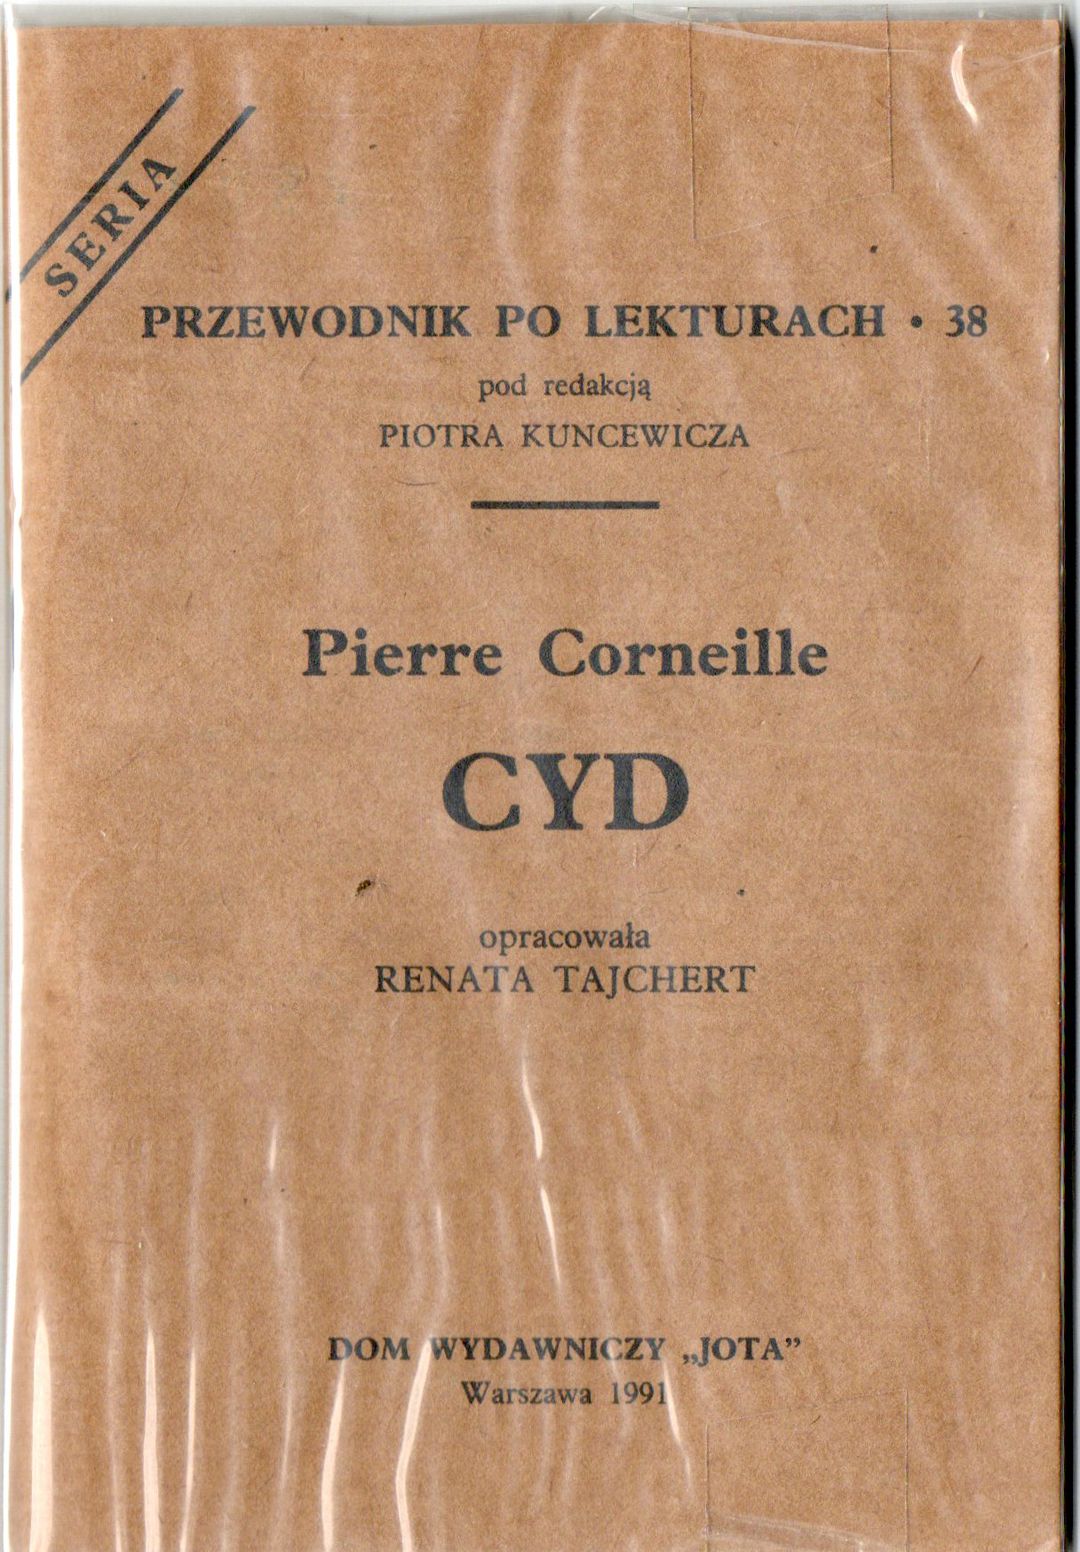 SERIA
PRZEWODNIK PO LEKTURACH • 38
pod redakcją
PIOTRA KUNCEWICZA
Pierre Corneille
CYD
opracowała
RENATA TAJCHERT
DOM WYDAWNICZY „JOTA”
Warszawa 1991